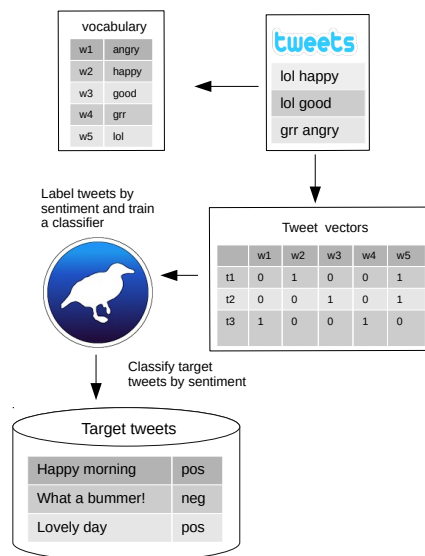 vocabulary
w1 angry
w2 happy
w3 good
w4 grr
w5 lol
tweets
lol happy
lol good
grr angry
Label tweets by
sentiment and train
a classifier
Tweet vectors
w1 w2 w3 w4 w5
t1 0 1 0 0 1
t2 0 0 1 0 1
t3 1 0 0 1 0
Classify target
tweets by sentiment
Target tweets
Happy morning pos
What a bummer! neg
Lovely day pos